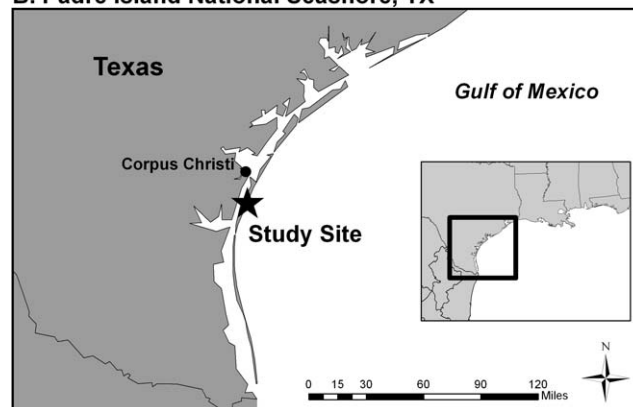 B. Padre Island National Seashore, TX
Texas
Gulf of Mexico
Corpus Christi
Study Site
N
0 15 30 60 90 120
Miles